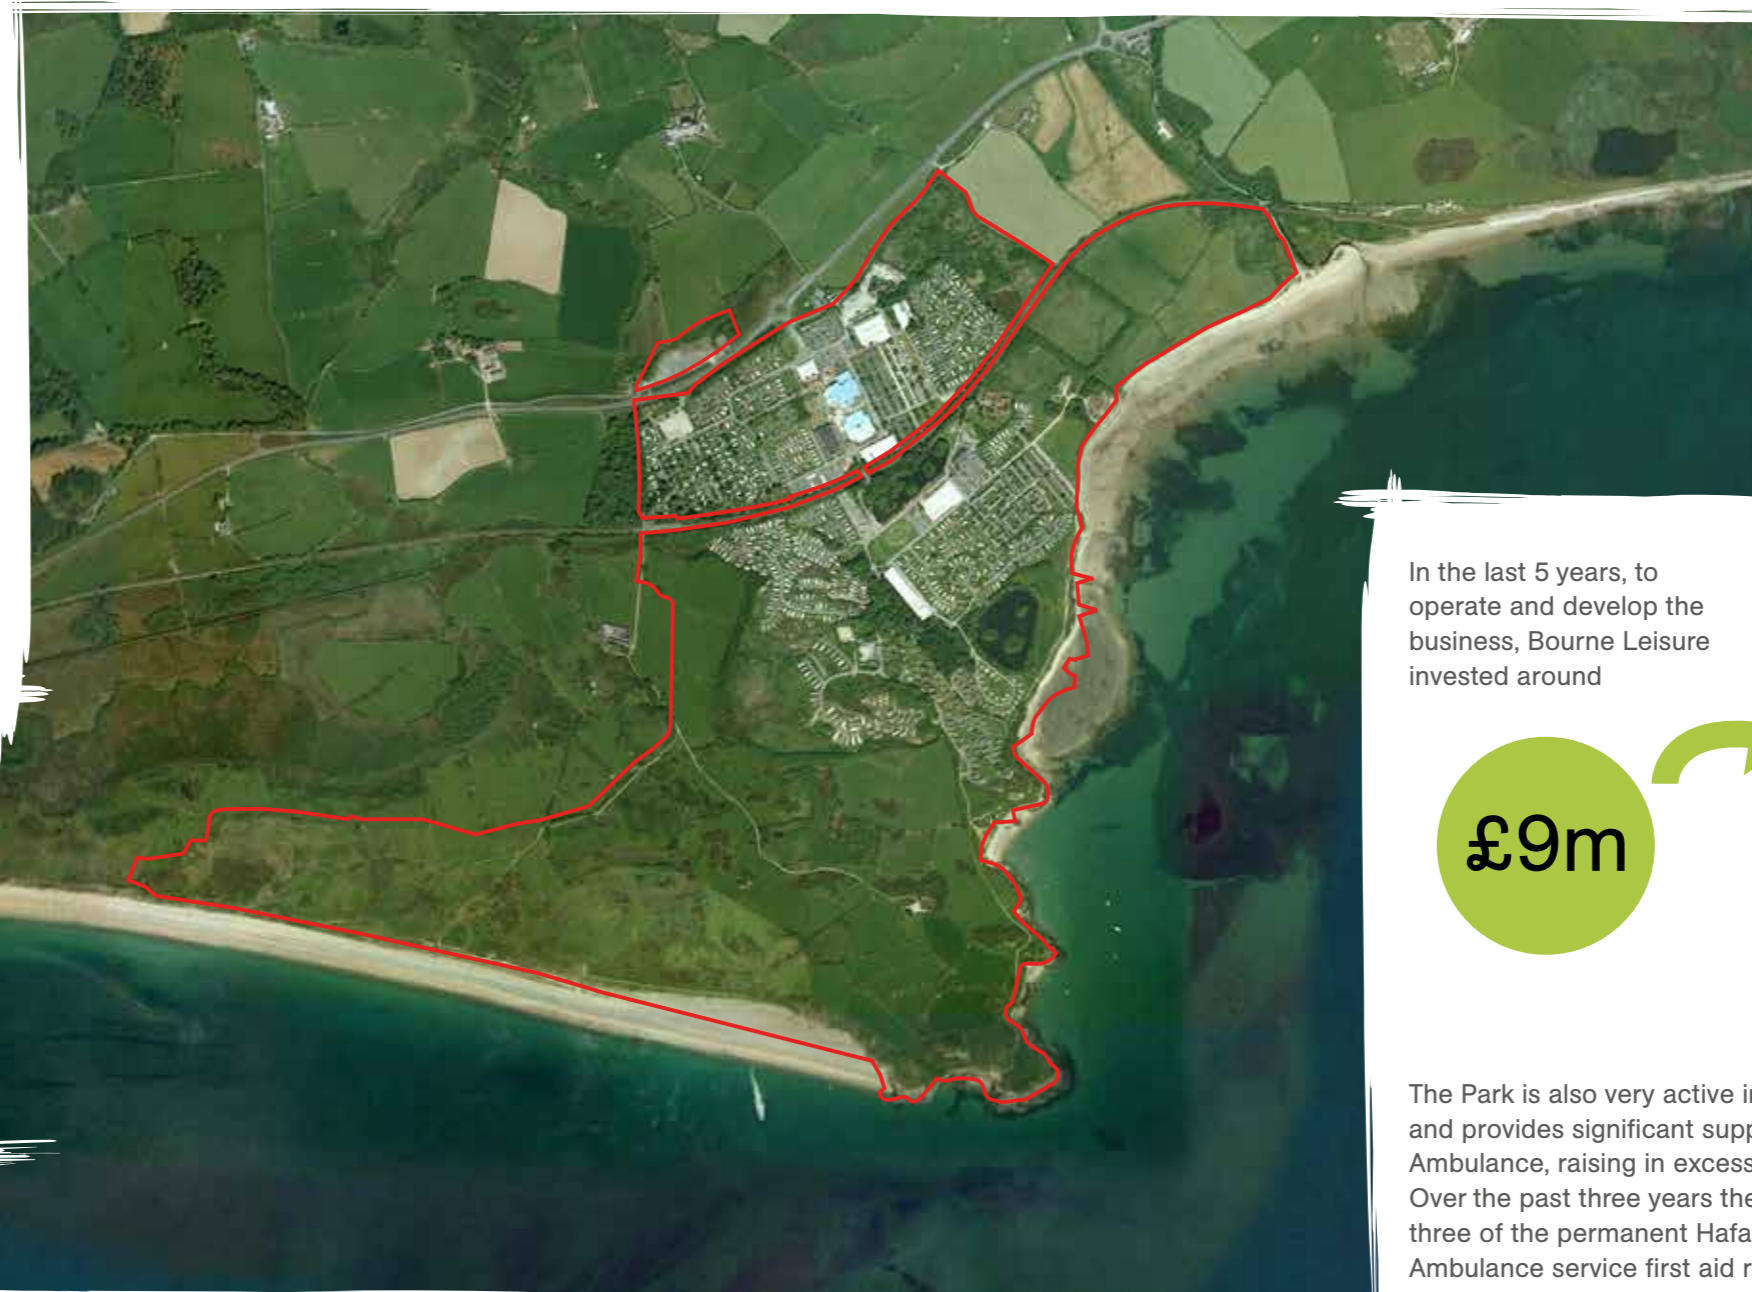 In the last 5 years, to
operate and develop the
business, Bourne Leisure
invested around
£9m
The Park is also very active
and provides significant
Ambulance, raising in excess
Over the past three years the
three of the permanent
Ambulance service first aid